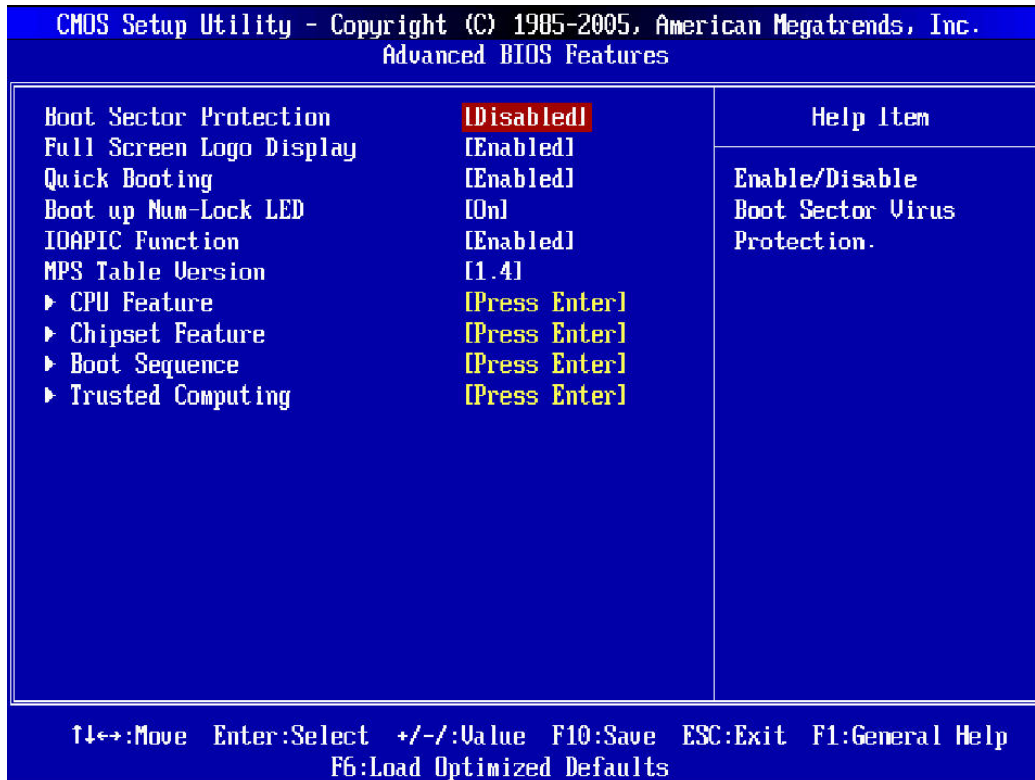 CMOS Setup Utility - Copyright (C) 1985-2005, American Megatrends, Inc.
Advanced BIOS Features
Boot Sector Protection [Disabled]
Full Screen Logo Display [Enabled]
Quick Booting [Enabled]
Boot up Num-Lock LED [On]
IOAPIC Function [Enabled]
MPS Table Version [1.4]
▶ CPU Feature [Press Enter]
▶ Chipset Feature [Press Enter]
▶ Boot Sequence [Press Enter]
▶ Trusted Computing [Press Enter]
Help Item
Enable/Disable
Boot Sector Virus
Protection.
↑↓←→:Move Enter:Select +/-/:Value F10:Save ESC:Exit F1:General Help
F6:Load Optimized Defaults